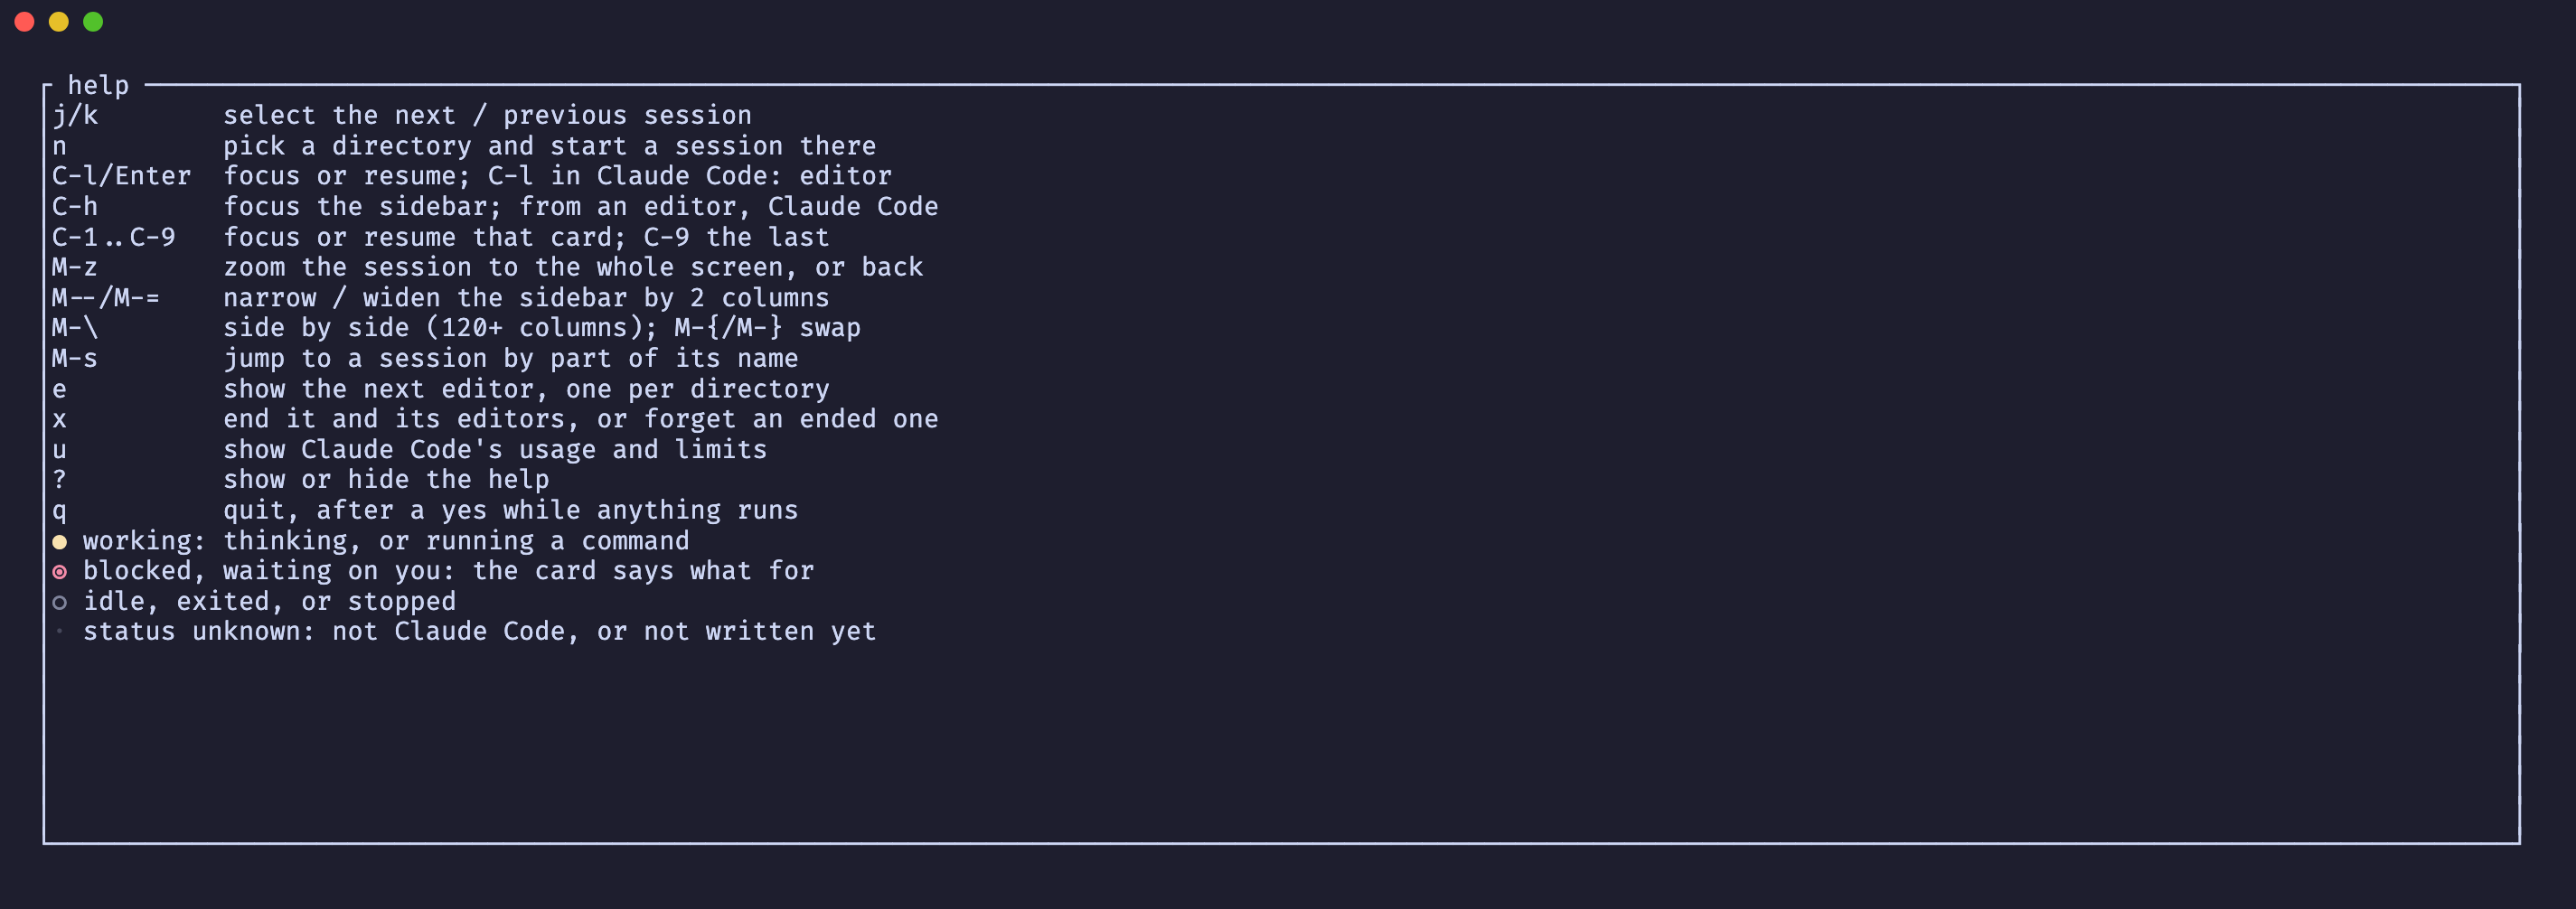 help
j/k        select the next / previous session
n          pick a directory and start a session there
C-l/Enter  focus or resume; C-l in Claude Code: editor
C-h        focus the sidebar; from an editor, Claude Code
C-1..C-9   focus or resume that card; C-9 the last
M-z        zoom the session to the whole screen, or back
M--/M-=    narrow / widen the sidebar by 2 columns
M-\        side by side (120+ columns); M-{/M-} swap
M-s        jump to a session by part of its name
e          show the next editor, one per directory
x          end it and its editors, or forget an ended one
u          show Claude Code's usage and limits
?          show or hide the help
q          quit, after a yes while anything runs
● working: thinking, or running a command
◉ blocked, waiting on you: the card says what for
○ idle, exited, or stopped
· status unknown: not Claude Code, or not written yet